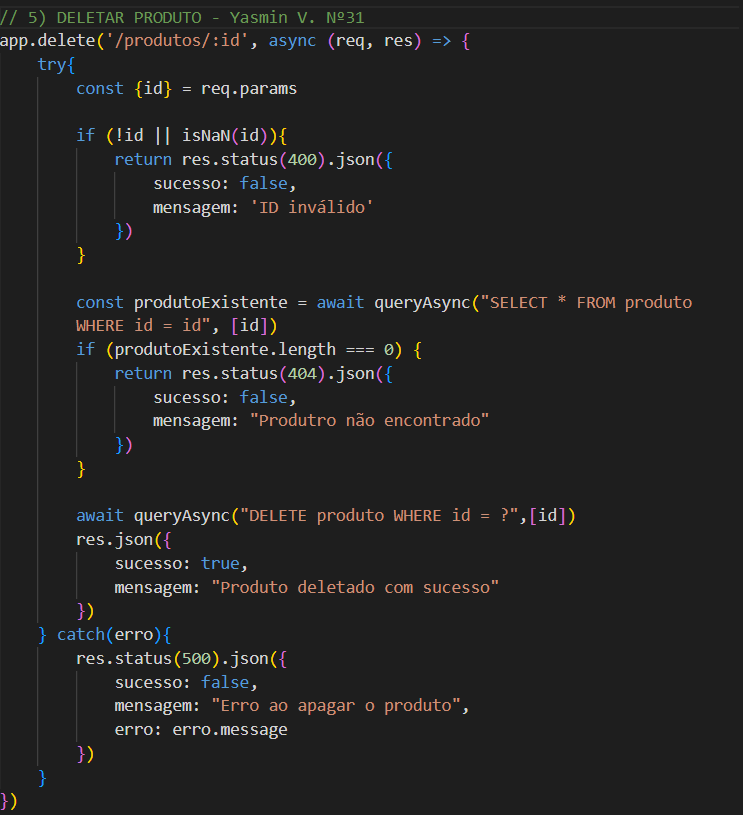 // 5) DELETAR PRODUTO - Yasmin V. Nº31
app.delete('/produtos/:id', async (req, res) => {
    try{
        const {id} = req.params

        if (!id || isNaN(id)){
            return res.status(400).json({
                sucesso: false,
                mensagem: 'ID inválido'
            })
        }

        const produtoExistente = await queryAsync("SELECT * FROM produto
        WHERE id = id", [id])
        if (produtoExistente.length === 0) {
            return res.status(404).json({
                sucesso: false,
                mensagem: "Produtro não encontrado"
            })
        }

        await queryAsync("DELETE produto WHERE id = ?",[id])
        res.json({
            sucesso: true,
            mensagem: "Produto deletado com sucesso"
        })
    } catch(erro){
        res.status(500).json({
            sucesso: false,
            mensagem: "Erro ao apagar o produto",
            erro: erro.message
        })
    }
})